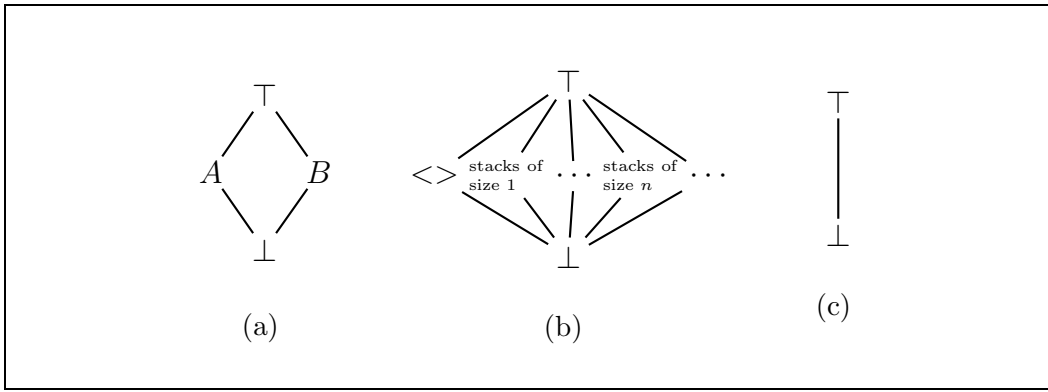 ⊤ ⊤ ⊤
A B
<> stacks of size 1 ··· stacks of size n ···
⊥ ⊥ ⊥
(a) (b) (c)